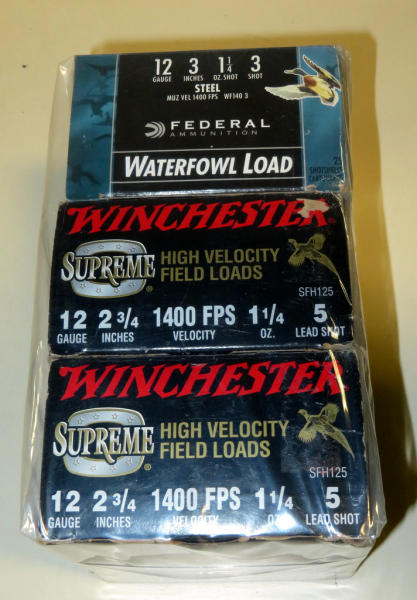 12 3 1 1/4 3
GAUGE INCHES OZ. SHOT SHOT
STEEL
MUZ VEL 1400 FPS WF140 3
FEDERAL
AMMUNITION
WATERFOWL LOAD
25
WINCHESTER
SUPREME
HIGH VELOCITY
FIELD LOADS
SFH125
12 2 3/4 1400 FPS 1 1/4 5
GAUGE INCHES VELOCITY OZ. LEAD SHOT
WINCHESTER
SUPREME
HIGH VELOCITY
FIELD LOADS
SFH125
12 2 3/4 1400 FPS 1 1/4 5
GAUGE INCHES VELOCITY OZ. LEAD SHOT